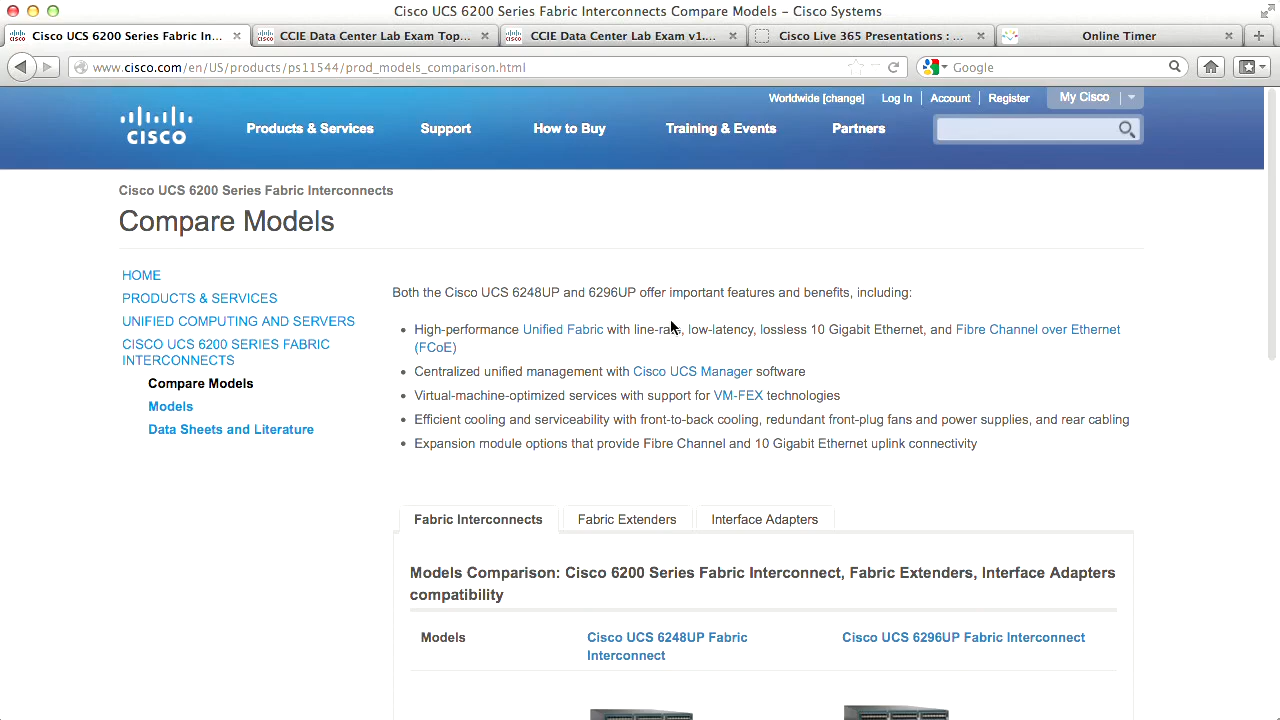 Cisco UCS 6200 Series Fabric Interconnects Compare Models – Cisco Systems
Cisco UCS 6200 Series Fabric In...
CCIE Data Center Lab Exam Top...
CCIE Data Center Lab Exam v1....
Cisco Live 365 Presentations : ...
Online Timer
www.cisco.com/en/US/products/ps11544/prod_models_comparison.html
Google
Worldwide [change] Log In Account Register My Cisco
CISCO
Products & Services Support How to Buy Training & Events Partners
Cisco UCS 6200 Series Fabric Interconnects
Compare Models
HOME
PRODUCTS & SERVICES
UNIFIED COMPUTING AND SERVERS
CISCO UCS 6200 SERIES FABRIC
INTERCONNECTS
Compare Models
Models
Data Sheets and Literature
Both the Cisco UCS 6248UP and 6296UP offer important features and benefits, including:
• High-performance Unified Fabric with line-rate, low-latency, lossless 10 Gigabit Ethernet, and Fibre Channel over Ethernet
(FCoE)
• Centralized unified management with Cisco UCS Manager software
• Virtual-machine-optimized services with support for VM-FEX technologies
• Efficient cooling and serviceability with front-to-back cooling, redundant front-plug fans and power supplies, and rear cabling
• Expansion module options that provide Fibre Channel and 10 Gigabit Ethernet uplink connectivity
Fabric Interconnects Fabric Extenders Interface Adapters
Models Comparison: Cisco 6200 Series Fabric Interconnect, Fabric Extenders, Interface Adapters
compatibility
Models Cisco UCS 6248UP Fabric Cisco UCS 6296UP Fabric Interconnect
Interconnect